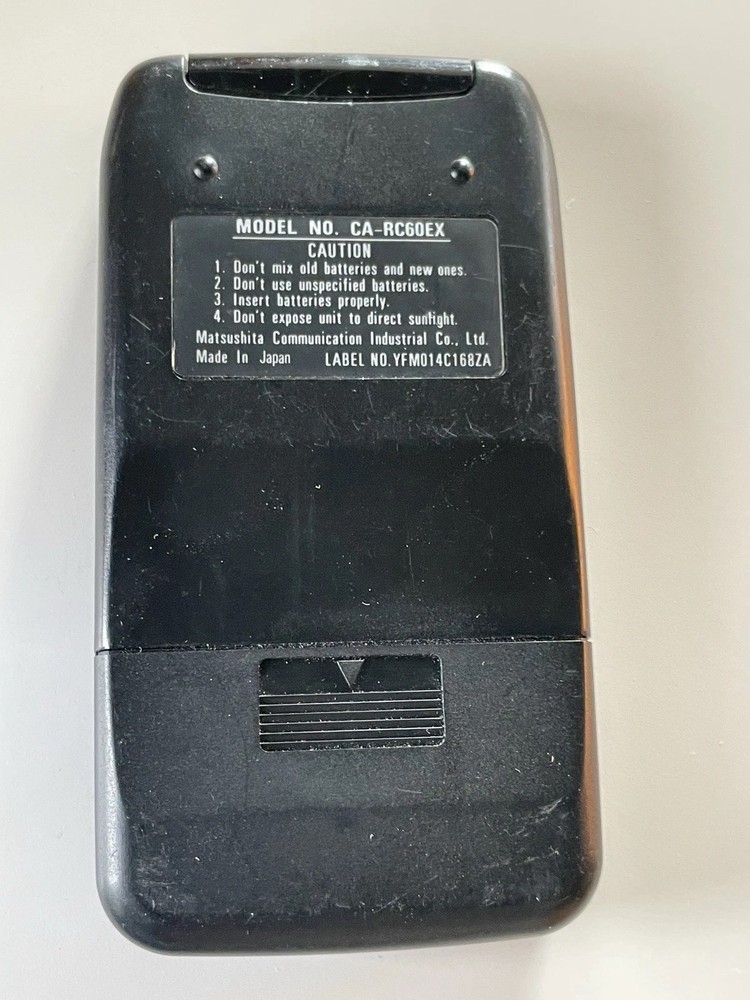 MODEL NO. CA-RC60EX
CAUTION
1. Don't mix old batteries and new ones.
2. Don't use unspecified batteries.
3. Insert batteries properly.
4. Don't expose unit to direct sunlight.
Matsushita Communication Industrial Co., Ltd.
Made In Japan LABEL NO.YFM014C168ZA